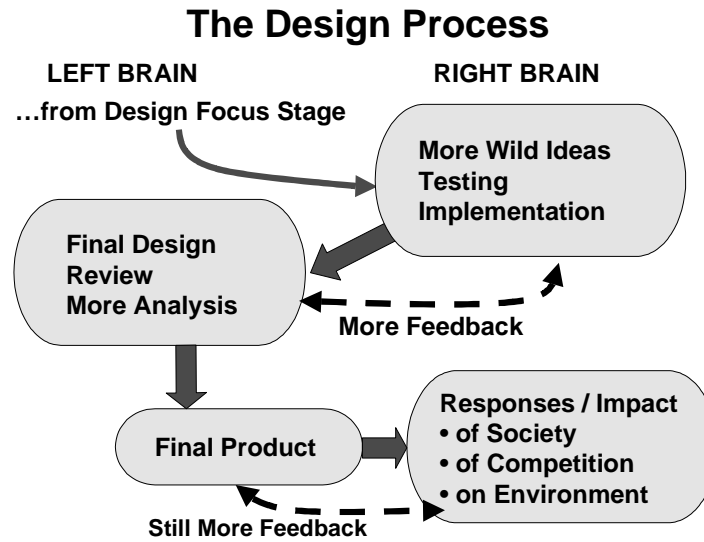 The Design Process
LEFT BRAIN
RIGHT BRAIN
...from Design Focus Stage
More Wild Ideas
Testing
Implementation
Final Design
Review
More Analysis
More Feedback
Final Product
Responses / Impact
• of Society
• of Competition
• on Environment
Still More Feedback